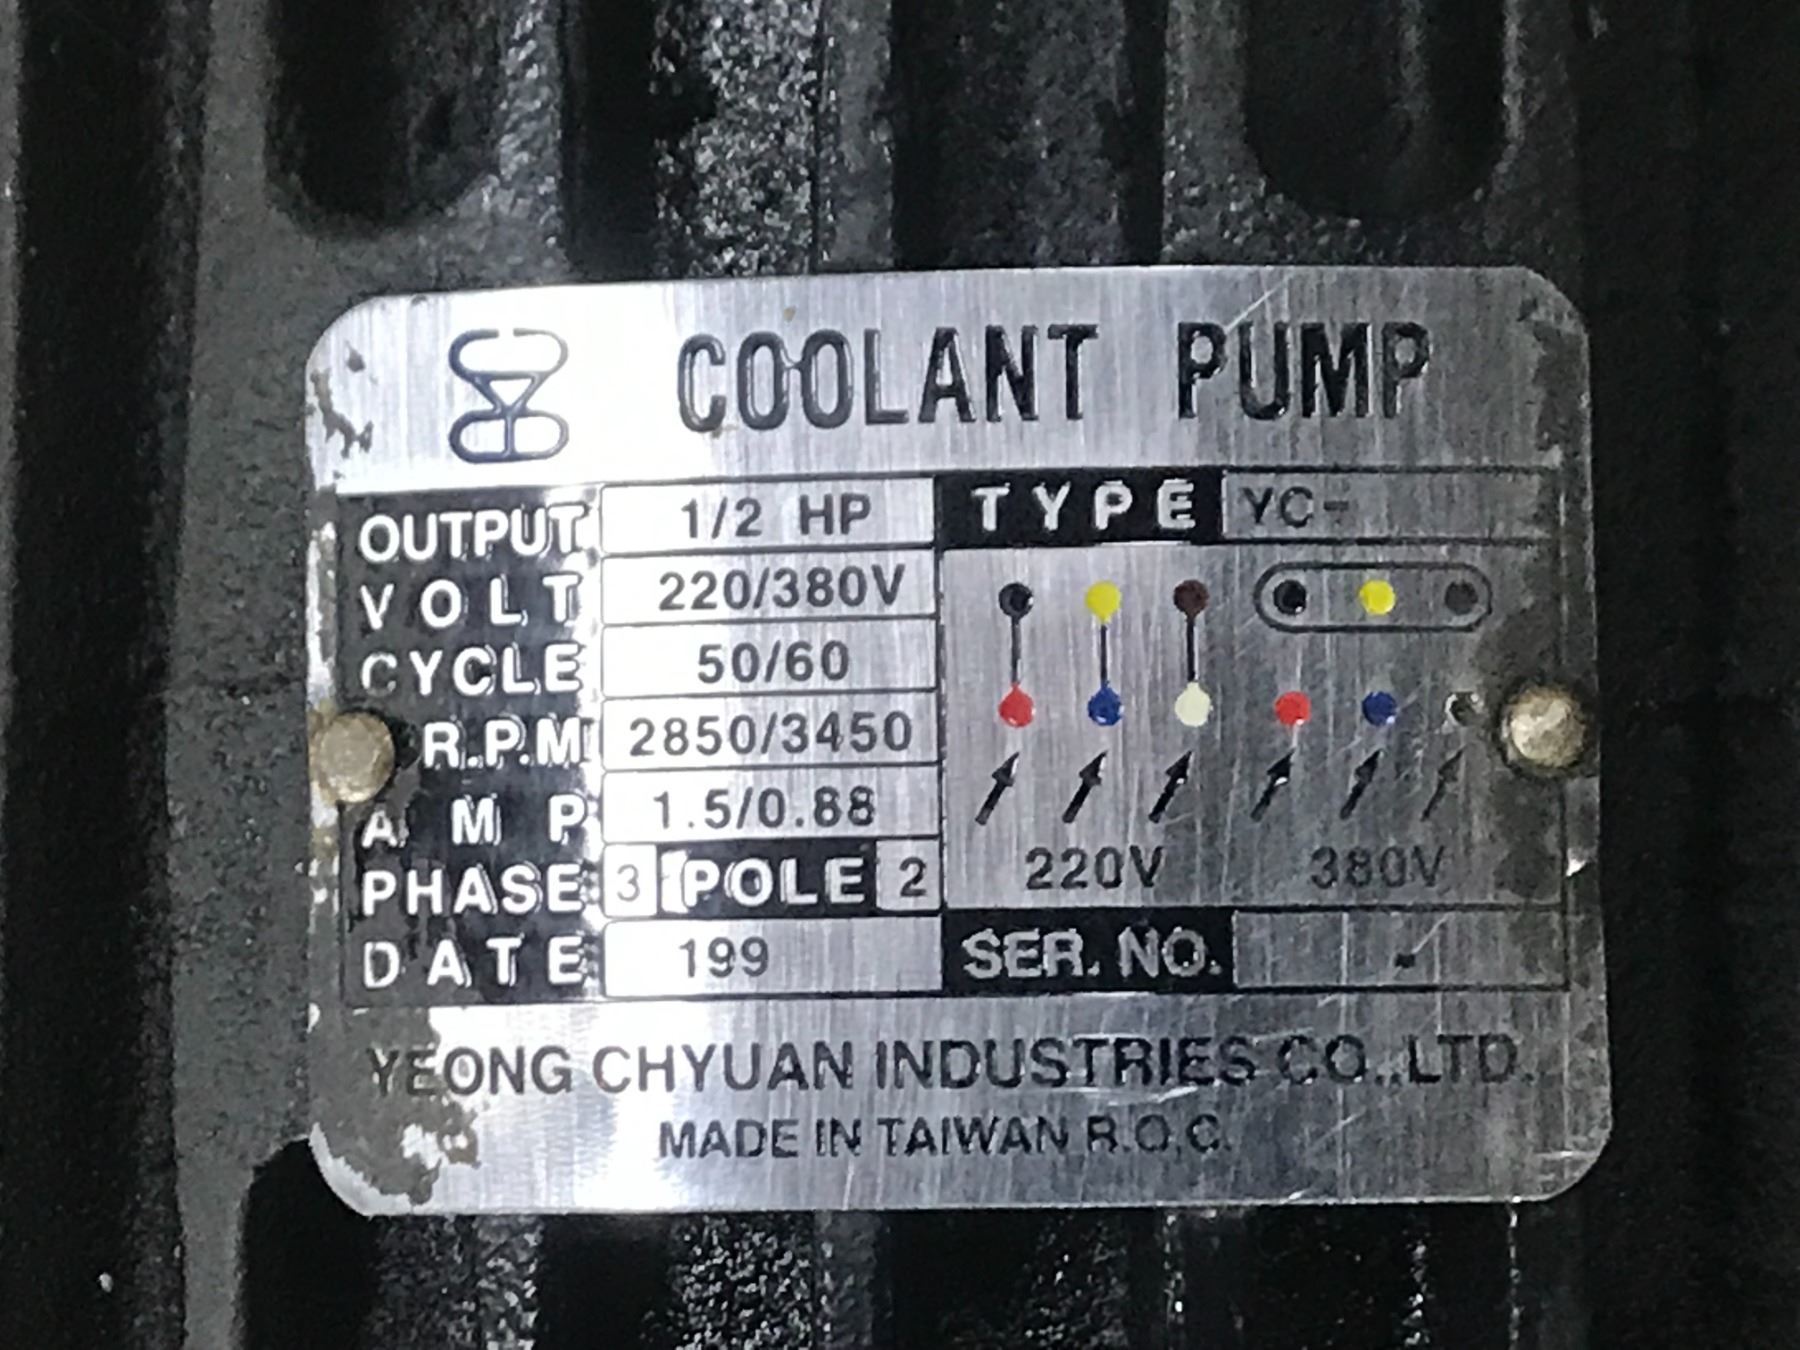 COOLANT PUMP
OUTPUT 1/2 HP TYPE YC-
VOLT 220/380V
CYCLE 50/60
R.P.M 2850/3450
AMP 1.5/0.88
PHASE 3 POLE 2
220V 380V
DATE 199 SER. NO. -
YEONG CHYUAN INDUSTRIES CO.,LTD.
MADE IN TAIWAN R.O.C.